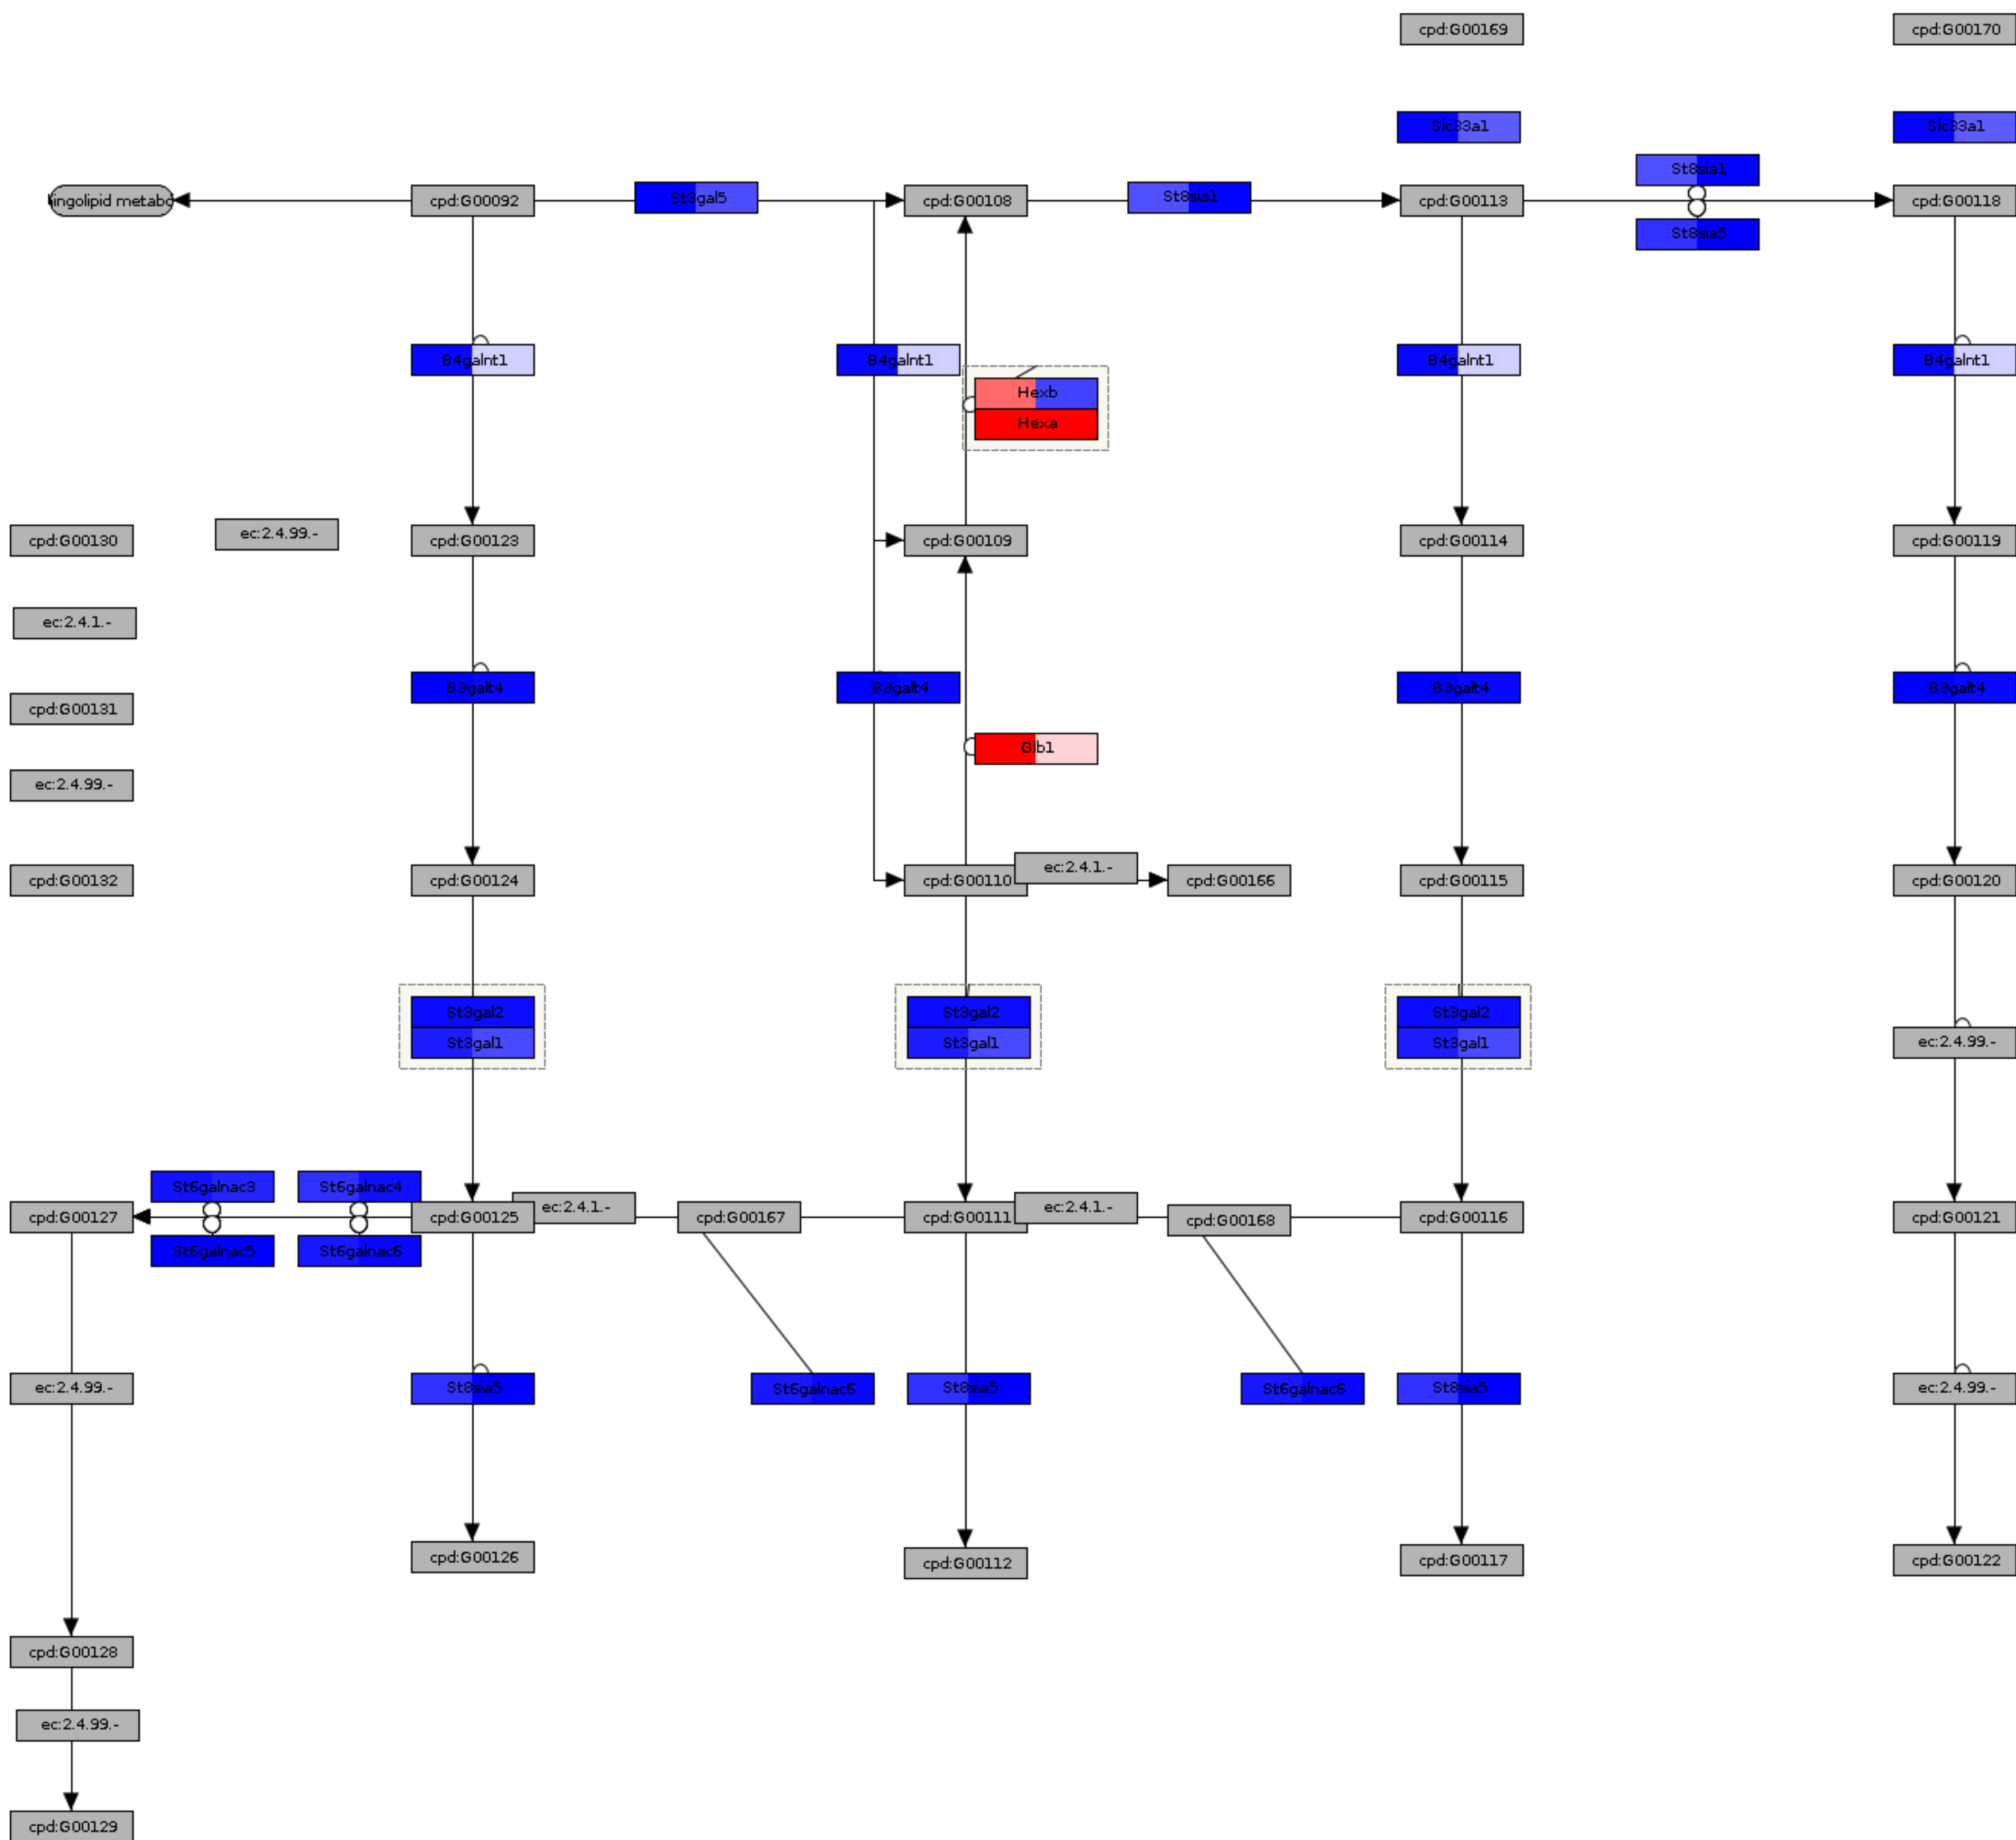 cpd:G00169
cpd:G00170
Slc33a1
Slc33a1
St8sia1
ingolipid metabo
cpd:G00092
St3gal5
cpd:G00108
St8sia1
cpd:G00113
cpd:G00118
St8sia5
B4galnt1
B4galnt1
B4galnt1
B4galnt1
Hexb
Hexa
cpd:G00130
ec:2.4.99.-
cpd:G00123
cpd:G00109
cpd:G00114
cpd:G00119
ec:2.4.1.-
B3galt4
B3galt4
B3galt4
B3galt4
cpd:G00131
Glb1
ec:2.4.99.-
cpd:G00132
cpd:G00124
cpd:G00110
ec:2.4.1.-
cpd:G00166
cpd:G00115
cpd:G00120
St3gal2
St3gal2
St3gal2
St3gal1
St3gal1
St3gal1
ec:2.4.99.-
St6galnac3
St6galnac4
cpd:G00127
cpd:G00125
ec:2.4.1.-
cpd:G00167
cpd:G00111
ec:2.4.1.-
cpd:G00168
cpd:G00116
cpd:G00121
St6galnac5
St6galnac6
ec:2.4.99.-
St8sia5
St6galnac6
St8sia5
St6galnac6
St8sia5
ec:2.4.99.-
cpd:G00126
cpd:G00112
cpd:G00117
cpd:G00122
cpd:G00128
ec:2.4.99.-
cpd:G00129